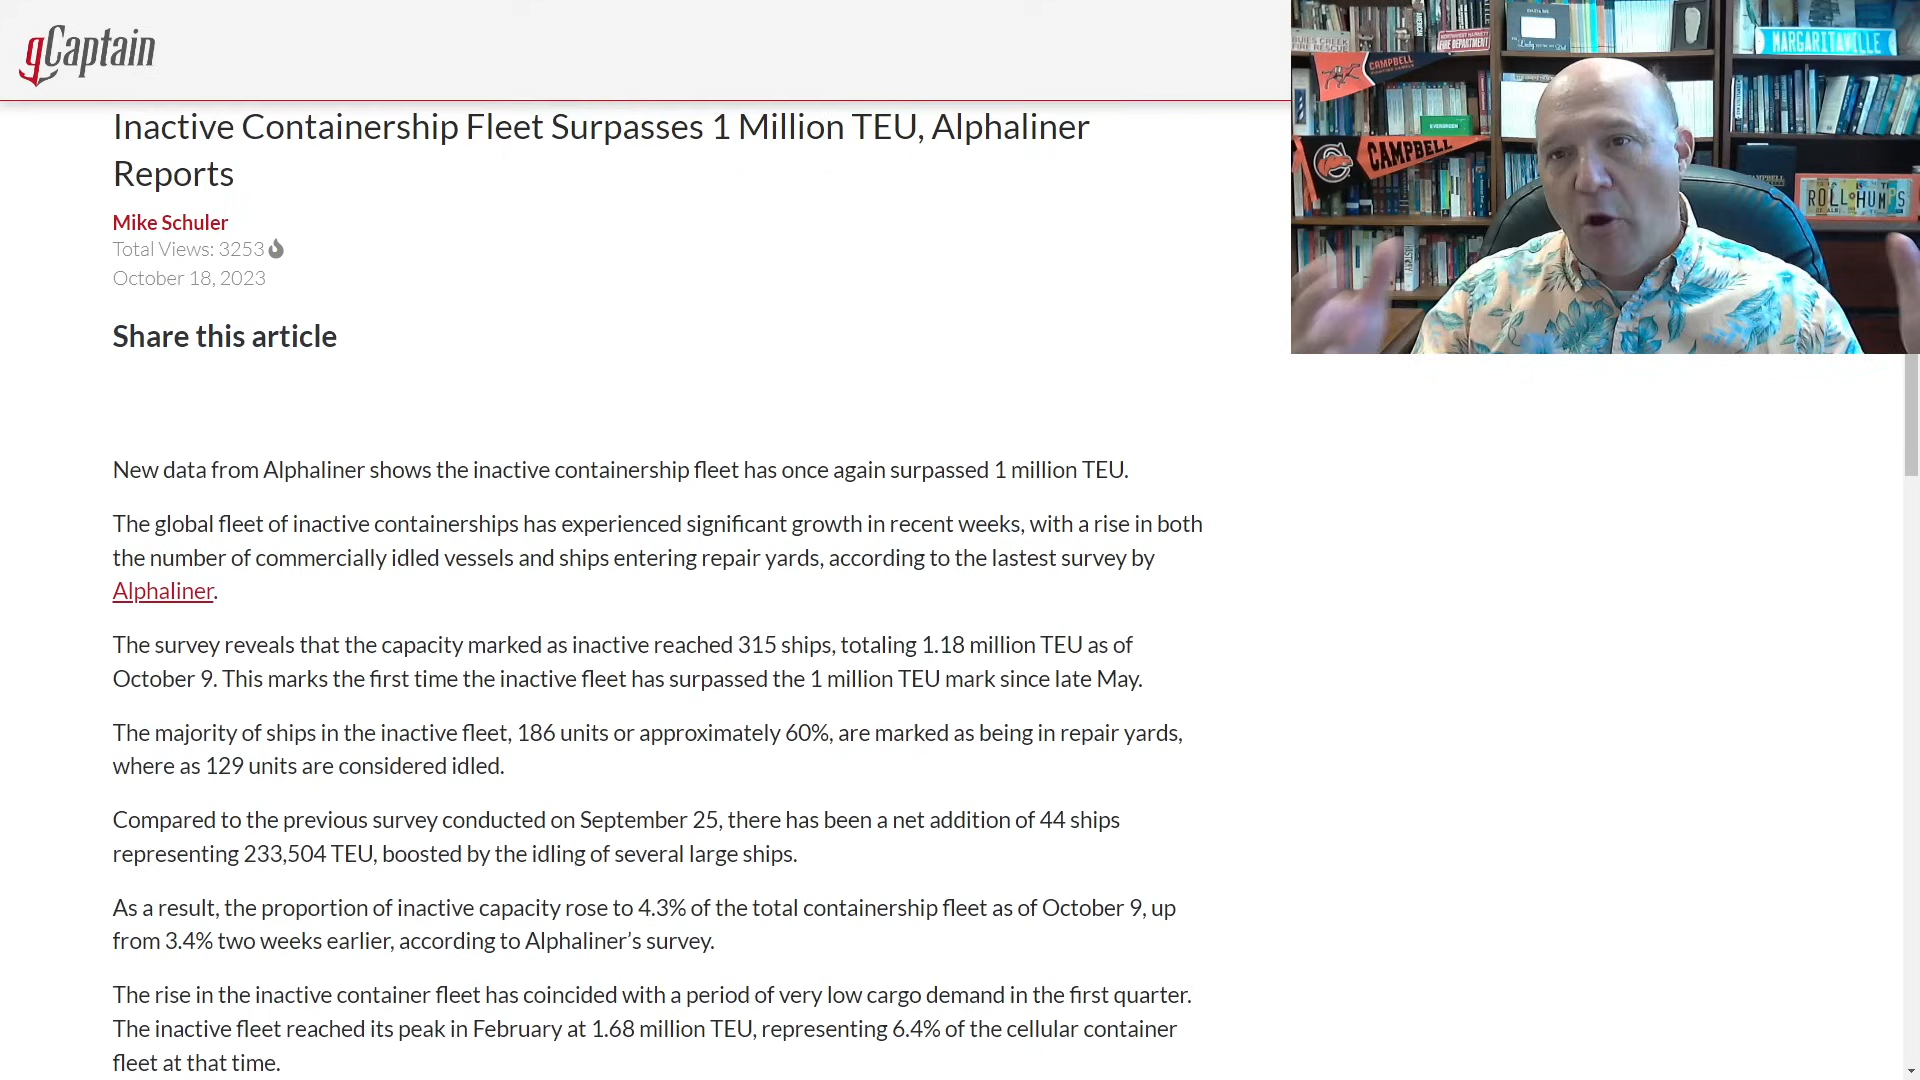 gCaptain
Inactive Containership Fleet Surpasses 1 Million TEU, Alphaliner
Reports
Mike Schuler
Total Views: 3253
October 18, 2023
Share this article
New data from Alphaliner shows the inactive containership fleet has once again surpassed 1 million TEU.
The global fleet of inactive containerships has experienced significant growth in recent weeks, with a rise in both
the number of commercially idled vessels and ships entering repair yards, according to the lastest survey by
Alphaliner.
The survey reveals that the capacity marked as inactive reached 315 ships, totaling 1.18 million TEU as of
October 9. This marks the first time the inactive fleet has surpassed the 1 million TEU mark since late May.
The majority of ships in the inactive fleet, 186 units or approximately 60%, are marked as being in repair yards,
where as 129 units are considered idled.
Compared to the previous survey conducted on September 25, there has been a net addition of 44 ships
representing 233,504 TEU, boosted by the idling of several large ships.
As a result, the proportion of inactive capacity rose to 4.3% of the total containership fleet as of October 9, up
from 3.4% two weeks earlier, according to Alphaliner’s survey.
The rise in the inactive container fleet has coincided with a period of very low cargo demand in the first quarter.
The inactive fleet reached its peak in February at 1.68 million TEU, representing 6.4% of the cellular container
fleet at that time.
BUIES CREEK
FIRE RESCUE
FIRE DEPARTMENT
MARGARITAVILLE
CAMPBELL
EVERGREEN
CAMPBELL
CAMPBELL
ROLL HUMPS
HISTORY